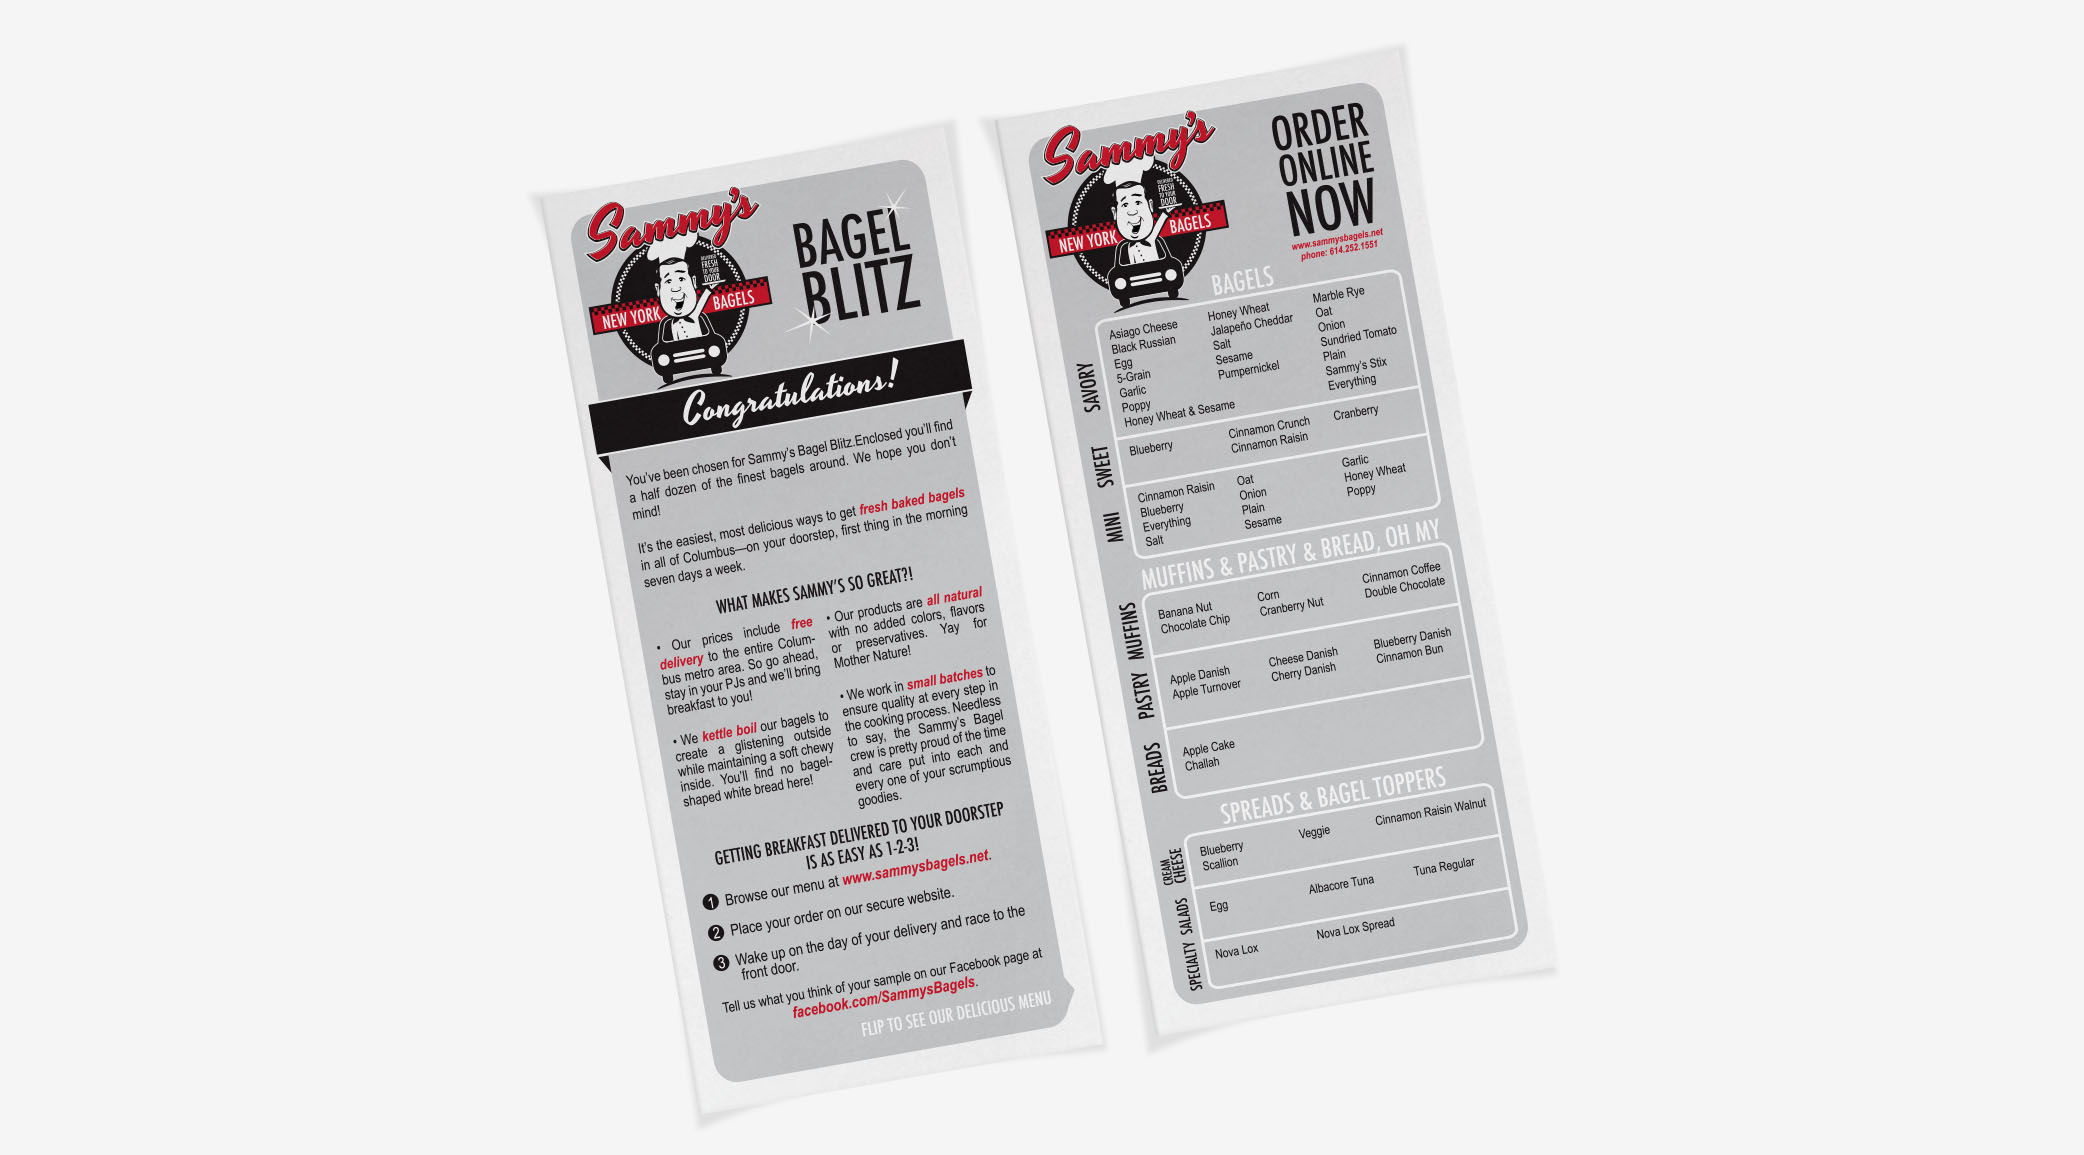 Sammy's
DELIVERED
FRESH
TO YOUR
DOOR
NEW YORK BAGELS
BAGEL
BLITZ
Congratulations!
You've been chosen for Sammy's Bagel Blitz.Enclosed you'll find
a half dozen of the finest bagels around. We hope you don't
mind!
It's the easiest, most delicious ways to get fresh baked bagels
in all of Columbus—on your doorstep, first thing in the morning
seven days a week.
WHAT MAKES SAMMY'S SO GREAT?!
• Our prices include free
delivery to the entire Colum-
bus metro area. So go ahead,
stay in your PJs and we'll bring
breakfast to you!
• We kettle boil our bagels to
create a glistening outside
while maintaining a soft chewy
inside. You'll find no bagel-
shaped white bread here!
• Our products are all natural
with no added colors, flavors
or preservatives. Yay for
Mother Nature!
• We work in small batches to
ensure quality at every step in
the cooking process. Needless
to say, the Sammy's Bagel
crew is pretty proud of the time
and care put into each and
every one of your scrumptious
goodies.
GETTING BREAKFAST DELIVERED TO YOUR DOORSTEP
IS AS EASY AS 1-2-3!
1 Browse our menu at www.sammysbagels.net.
2 Place your order on our secure website.
3 Wake up on the day of your delivery and race to the
front door.
Tell us what you think of your sample on our Facebook page at
facebook.com/SammysBagels.
FLIP TO SEE OUR DELICIOUS MENU
Sammy's
DELIVERED
FRESH
TO YOUR
DOOR
NEW YORK BAGELS
ORDER
ONLINE
NOW
www.sammysbagels.net
phone: 614.252.1551
BAGELS
SAVORY
Asiago Cheese
Black Russian
Egg
5-Grain
Garlic
Poppy
Honey Wheat & Sesame
Honey Wheat
Jalapeño Cheddar
Salt
Sesame
Pumpernickel
Marble Rye
Oat
Onion
Sundried Tomato
Plain
Sammy's Stix
Everything
SWEET
Blueberry
Cinnamon Crunch
Cinnamon Raisin
Cranberry
MINI
Cinnamon Raisin
Blueberry
Everything
Salt
Oat
Onion
Plain
Sesame
Garlic
Honey Wheat
Poppy
MUFFINS & PASTRY & BREAD, OH MY
MUFFINS
Banana Nut
Chocolate Chip
Corn
Cranberry Nut
Cinnamon Coffee
Double Chocolate
PASTRY
Apple Danish
Apple Turnover
Cheese Danish
Cherry Danish
Blueberry Danish
Cinnamon Bun
BREADS
Apple Cake
Challah
SPREADS & BAGEL TOPPERS
CREAM
CHEESE
Blueberry
Scallion
Veggie
Cinnamon Raisin Walnut
SALADS
Egg
Albacore Tuna
Tuna Regular
SPECIALTY
Nova Lox
Nova Lox Spread